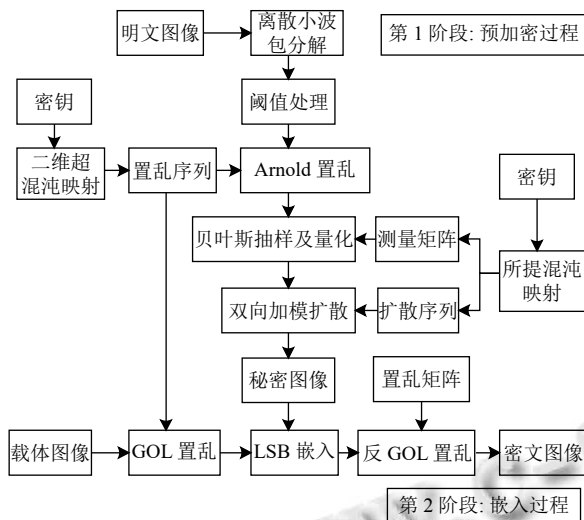 明文图像
离散小波
包分解
第 1 阶段: 预加密过程
密钥
阈值处理
二维超
混沌映射
置乱序列
Arnold 置乱
密钥
贝叶斯抽样及量化
测量矩阵
所提混沌
映射
双向加模扩散
扩散序列
秘密图像
置乱矩阵
载体图像
GOL 置乱
LSB 嵌入
反 GOL 置乱
密文图像
第 2 阶段: 嵌入过程